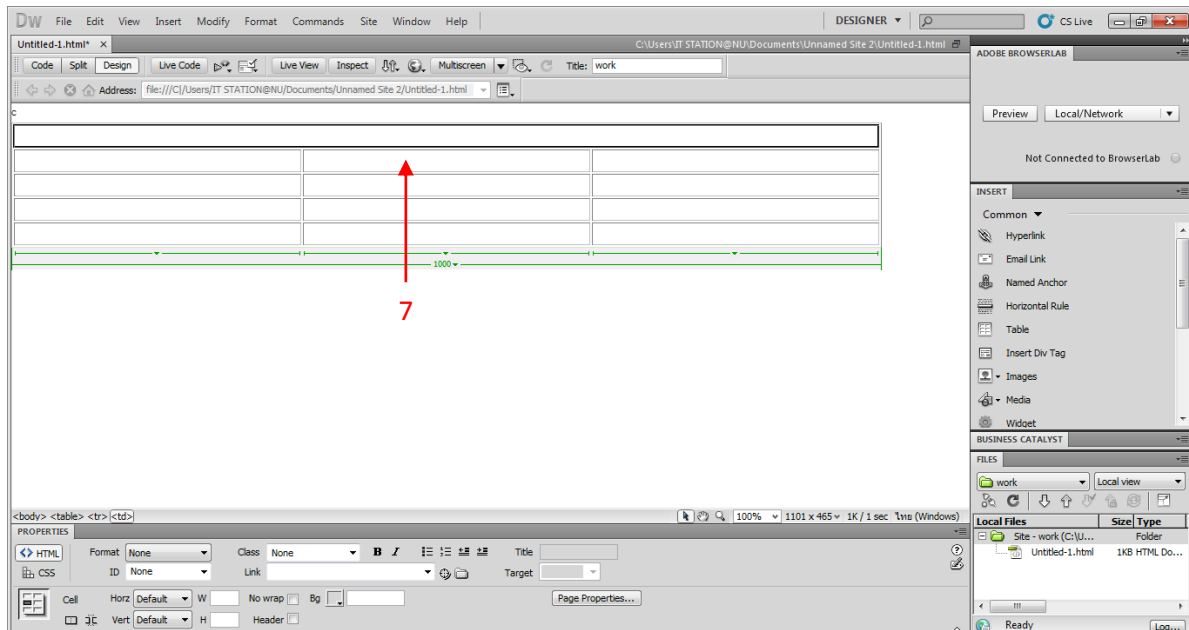 DW File Edit View Insert Modify Format Commands Site Window Help DESIGNER CS Live
Untitled-1.html* × C:\Users\IT STATION@NU\Documents\Unnamed Site 2\Untitled-1.html
Code Split Design Live Code Live View Inspect Multiscreen Title: work
Address: file:///C|/Users/IT STATION@NU/Documents/Unnamed Site 2/Untitled-1.html
c
1000
7
<body> <table> <tr> <td> 100% 1101 x 465 1K / 1 sec ไทย (Windows)
PROPERTIES
<> HTML Format None Class None B I Title
CSS ID None Link Target
Cell Horz Default W No wrap Bg Page Properties...
Vert Default H Header
ADOBE BROWSERLAB
Preview Local/Network
Not Connected to BrowserLab
INSERT
Common
Hyperlink
Email Link
Named Anchor
Horizontal Rule
Table
Insert Div Tag
Images
Media
Widget
BUSINESS CATALYST
FILES
work Local view
Local Files Size Type
Site - work (C:\U... Folder
Untitled-1.html 1KB HTML Do...
Ready Log...